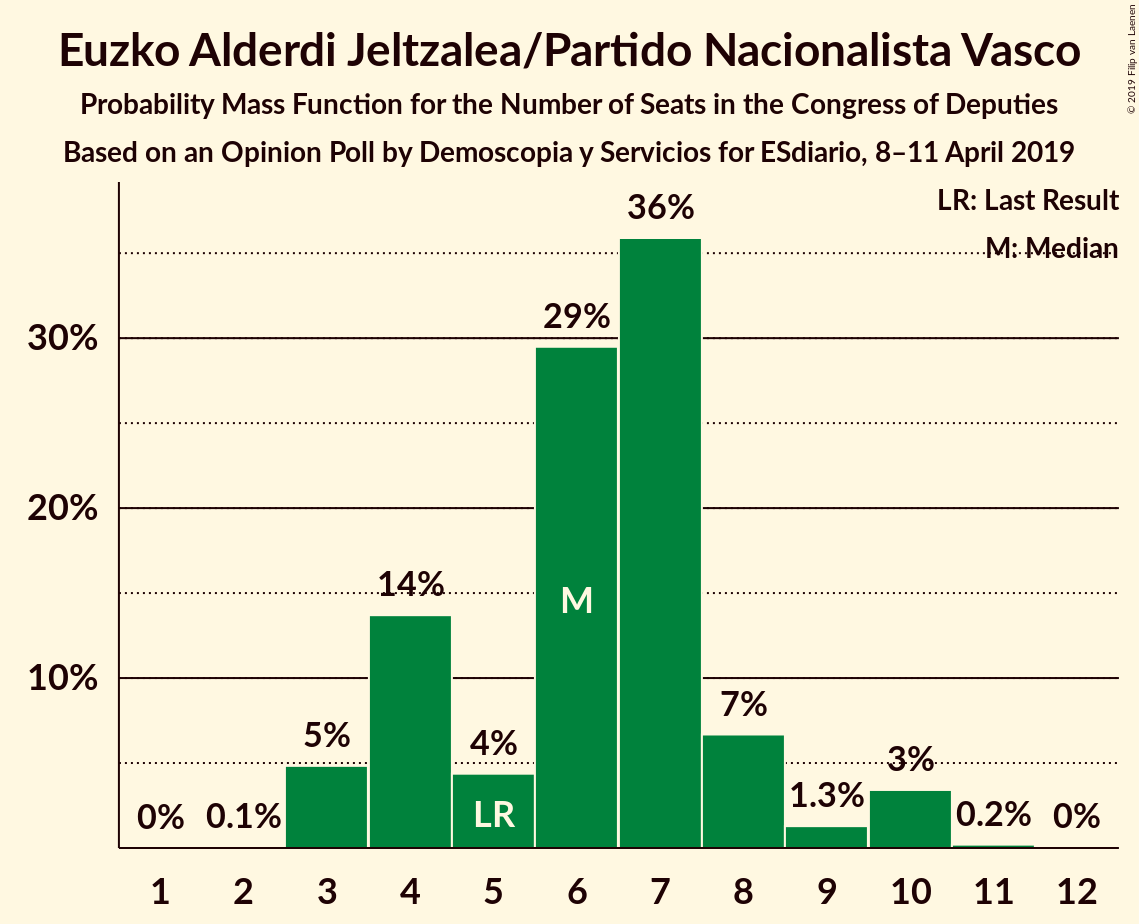 Euzko Alderdi Jeltzalea/Partido Nacionalista Vasco
Probability Mass Function for the Number of Seats in the Congress of Deputies
Based on an Opinion Poll by Demoscopia y Servicios for ESdiario, 8–11 April 2019
© 2019 Filip van Laenen
LR: Last Result
M: Median
36%
29%
30%
20%
14%
M
10%
7%
5%
4%
3%
1.3%
LR
0%
0.1%
0.2%
0%
1 2 3 4 5 6 7 8 9 10 11 12